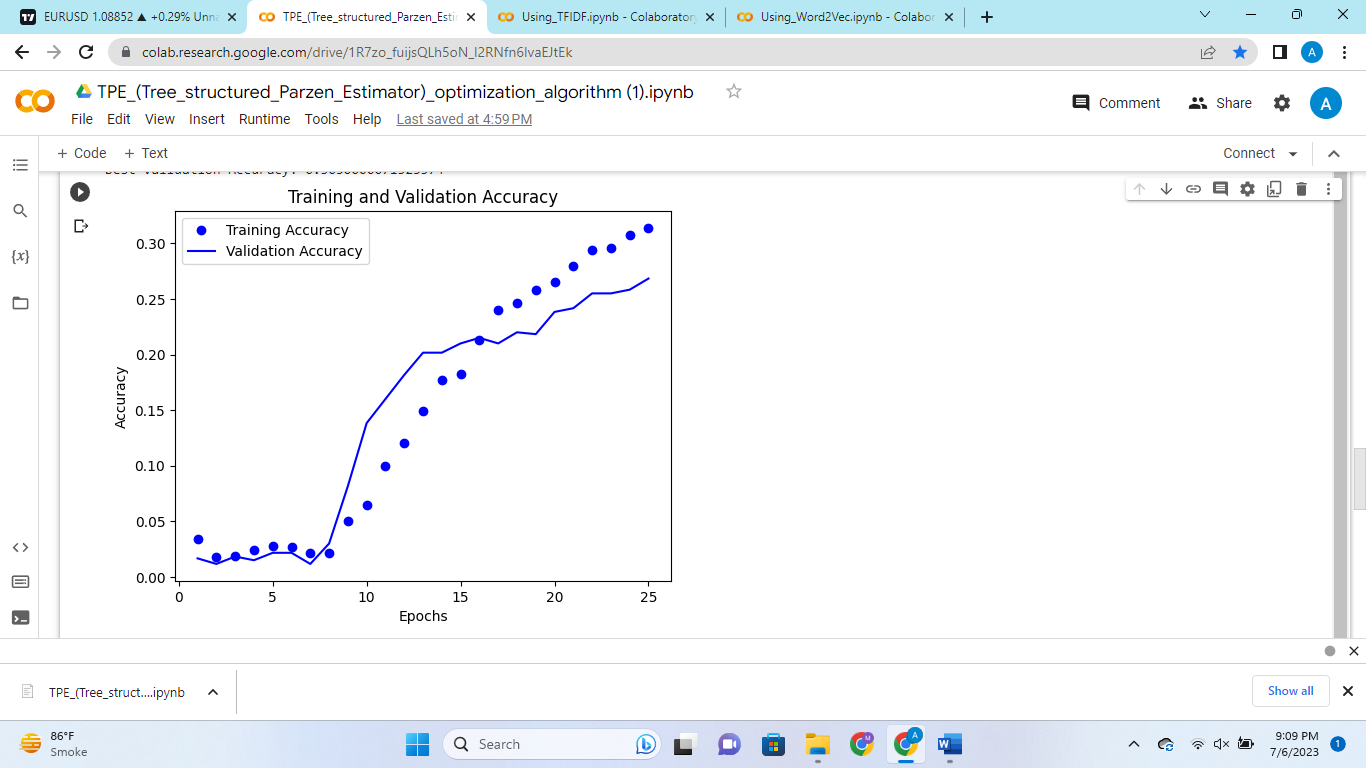 EURUSD 1.08852 ▲ +0.29% Unna
TPE_(Tree_structured_Parzen_Esti
Using_TFIDF.ipynb - Colaboratory
Using_Word2Vec.ipynb - Colabor
colab.research.google.com/drive/1R7zo_fuijsQLh5oN_I2RNfn6IvaEJtEk
A
TPE_(Tree_structured_Parzen_Estimator)_optimization_algorithm (1).ipynb
Comment
Share
A
File Edit View Insert Runtime Tools Help Last saved at 4:59 PM
+ Code + Text
Connect
{x}
Training and Validation Accuracy
Training Accuracy
Validation Accuracy
0.30
0.25
0.20
0.15
0.10
0.05
0.00
Accuracy
0 5 10 15 20 25
Epochs
TPE_(Tree_struct....ipynb
Show all
86°F
Smoke
Search
M
A
W
9:09 PM
7/6/2023
1